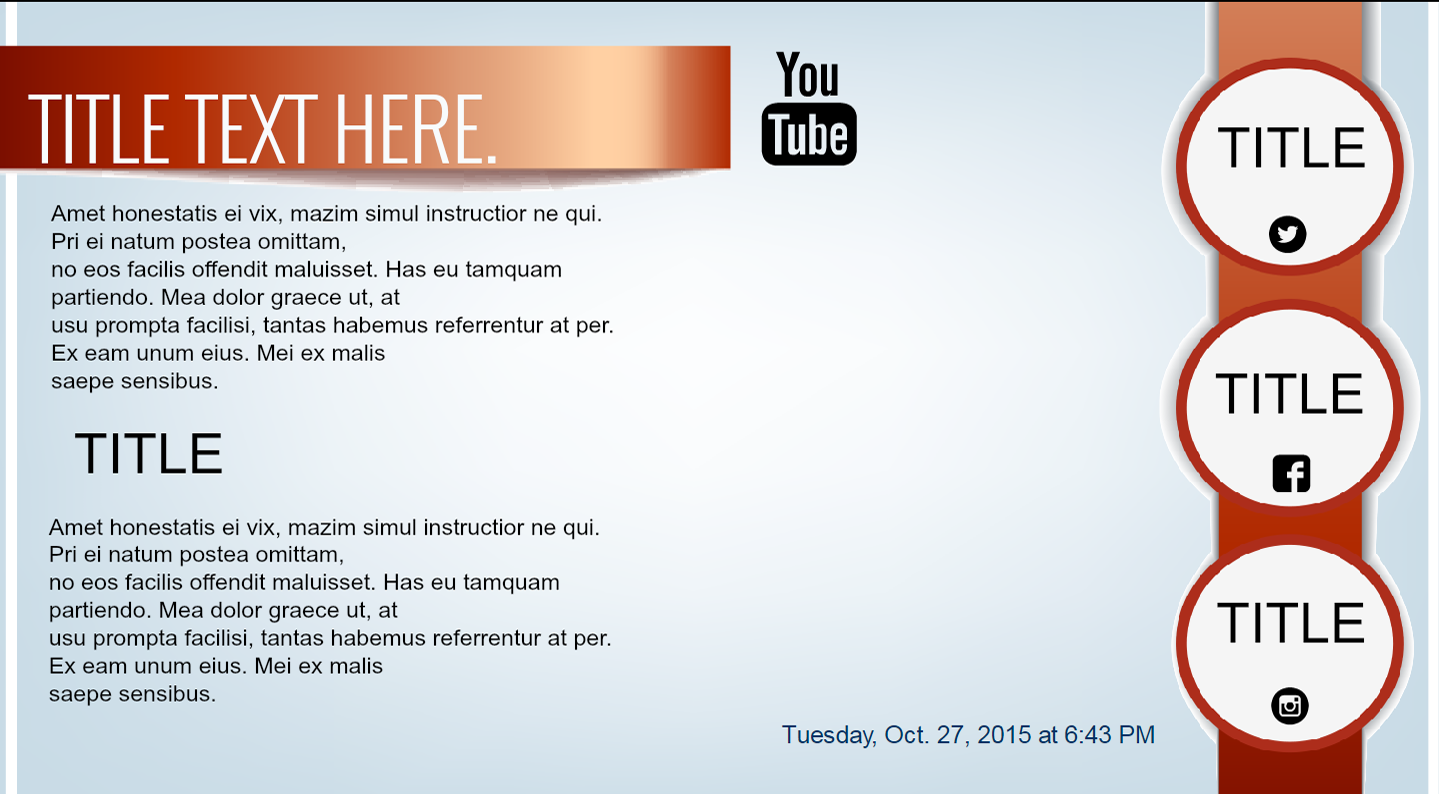 TITLE TEXT HERE.
You
Tube
Amet honestatis ei vix, mazim simul instructior ne qui.
Pri ei natum postea omittam,
no eos facilis offendit maluisset. Has eu tamquam
partiendo. Mea dolor graece ut, at
usu prompta facilisi, tantas habemus referrentur at per.
Ex eam unum eius. Mei ex malis
saepe sensibus.
TITLE
Amet honestatis ei vix, mazim simul instructior ne qui.
Pri ei natum postea omittam,
no eos facilis offendit maluisset. Has eu tamquam
partiendo. Mea dolor graece ut, at
usu prompta facilisi, tantas habemus referrentur at per.
Ex eam unum eius. Mei ex malis
saepe sensibus.
Tuesday, Oct. 27, 2015 at 6:43 PM
TITLE
TITLE
TITLE